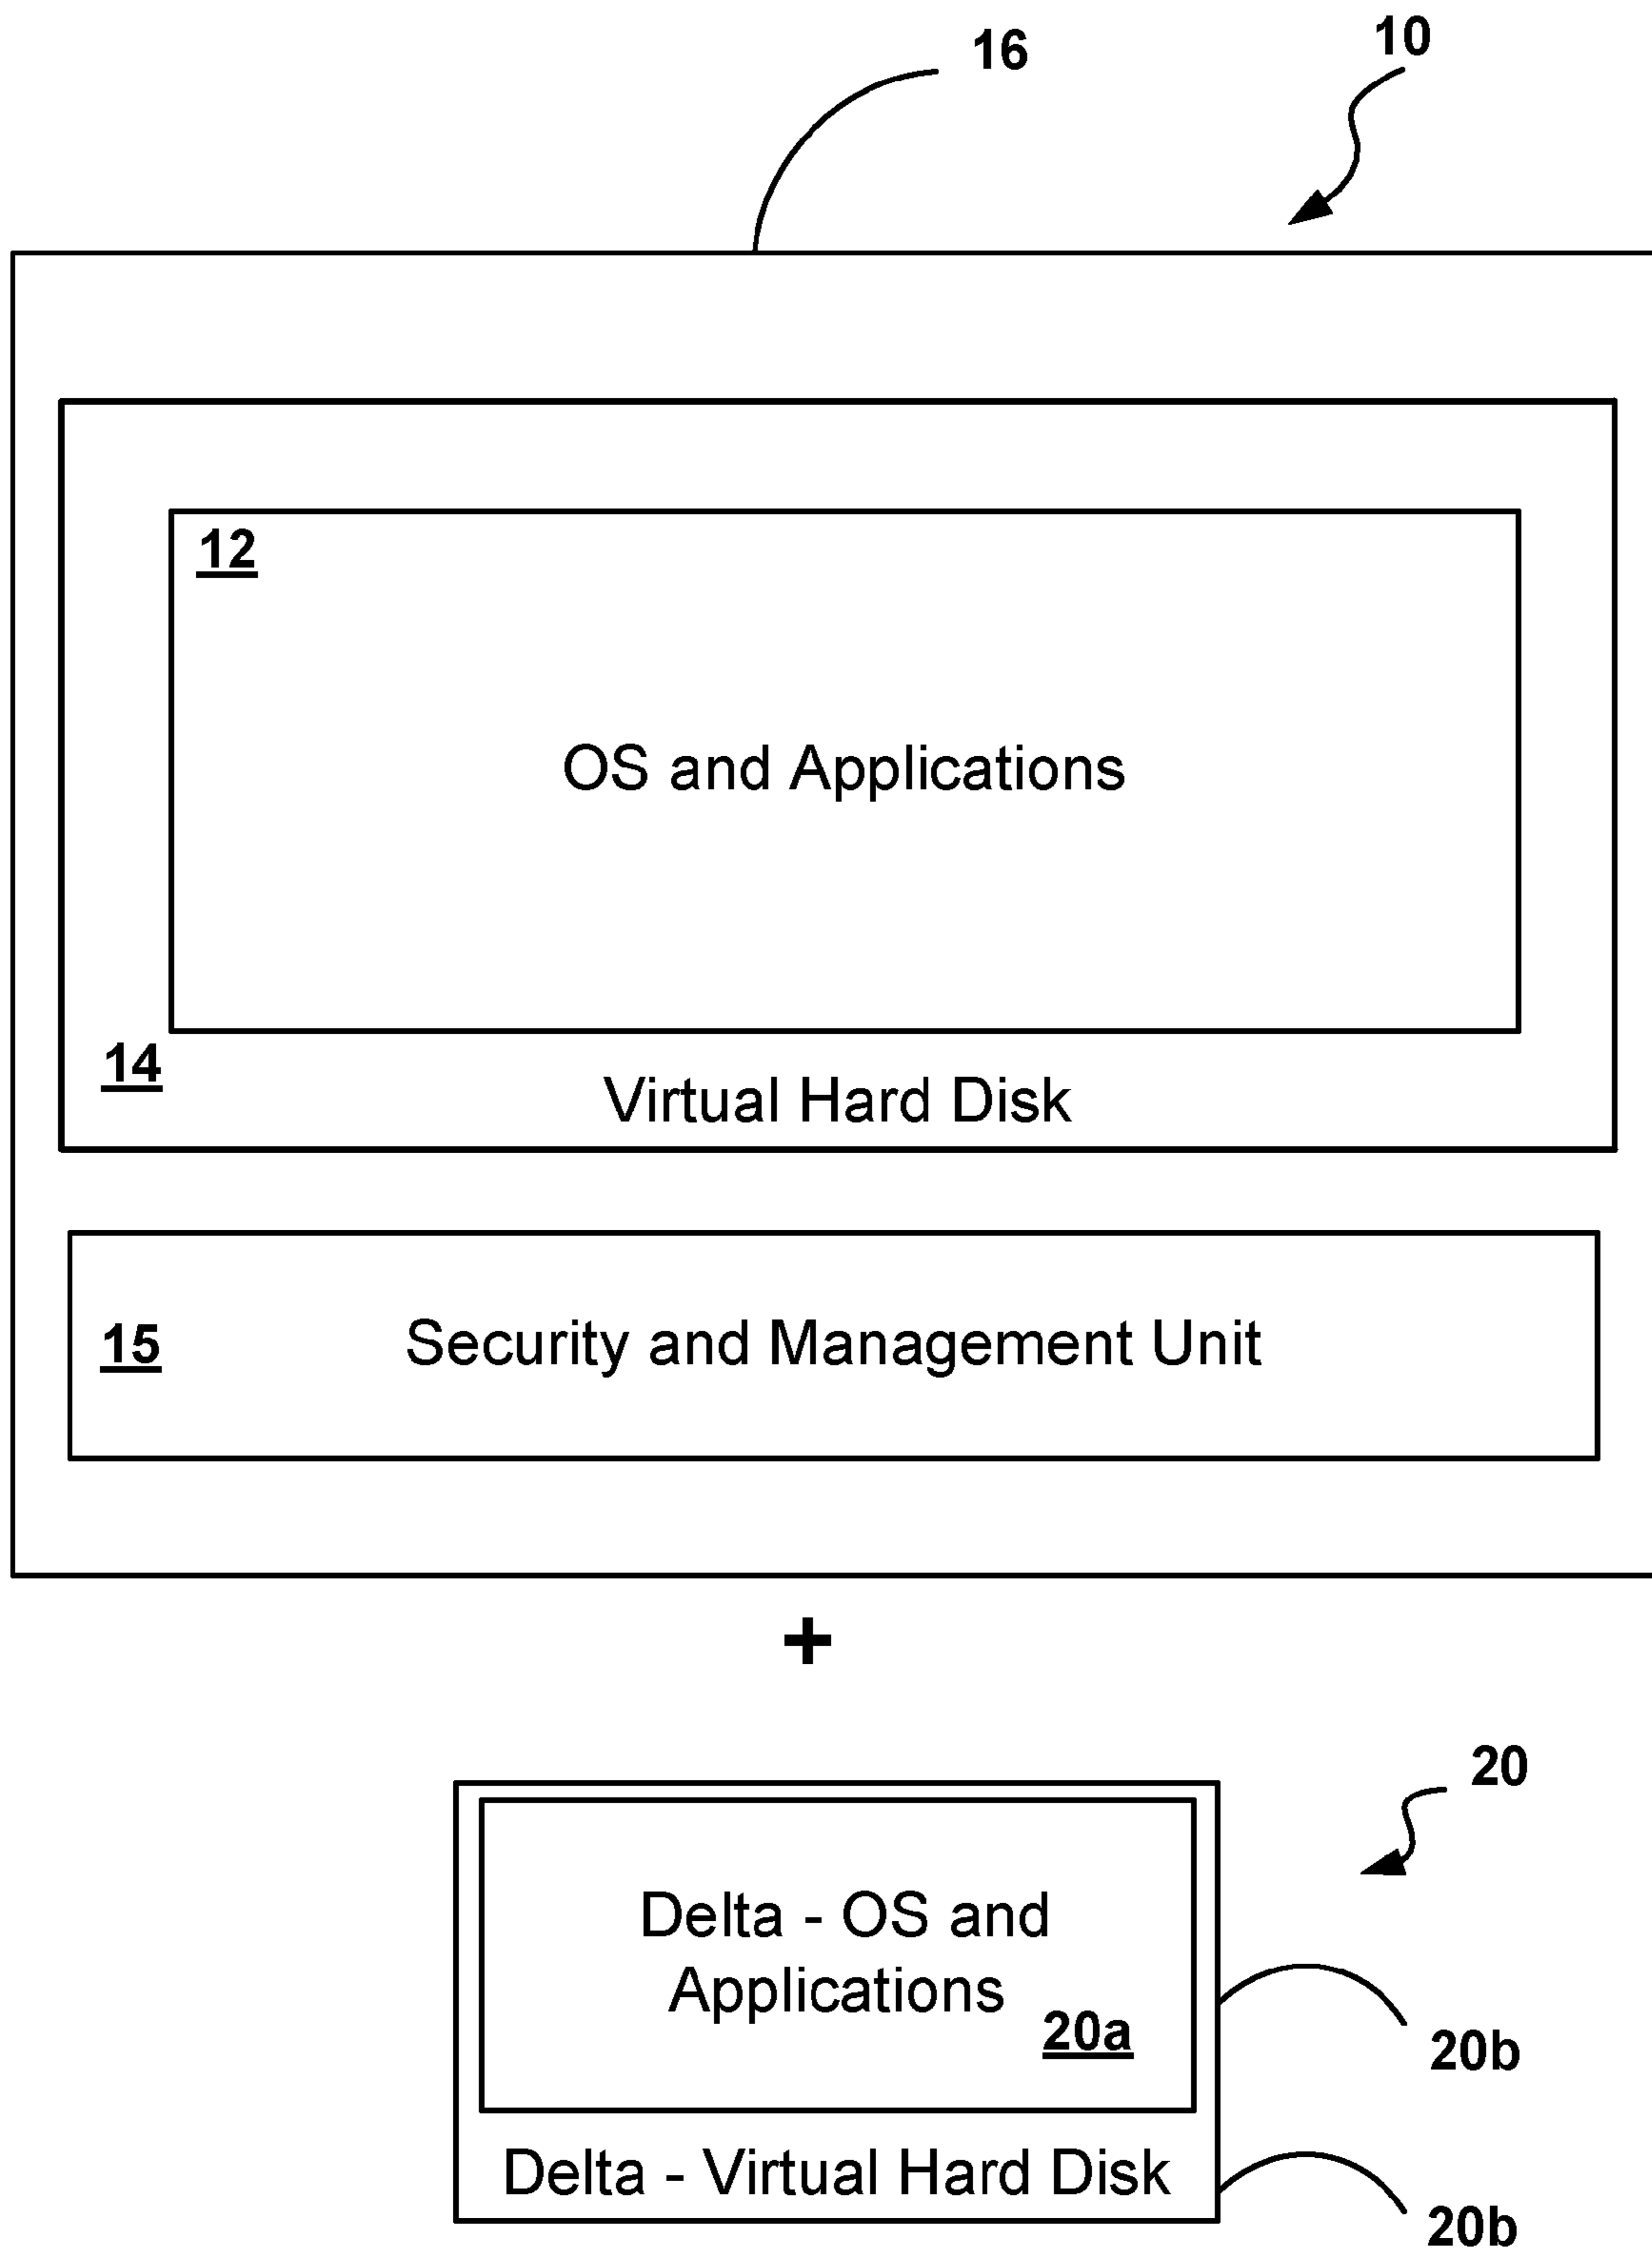 16
10
12
OS and Applications
14
Virtual Hard Disk
15 Security and Management Unit
+
20
Delta - OS and
Applications
20a
20b
Delta - Virtual Hard Disk
20b